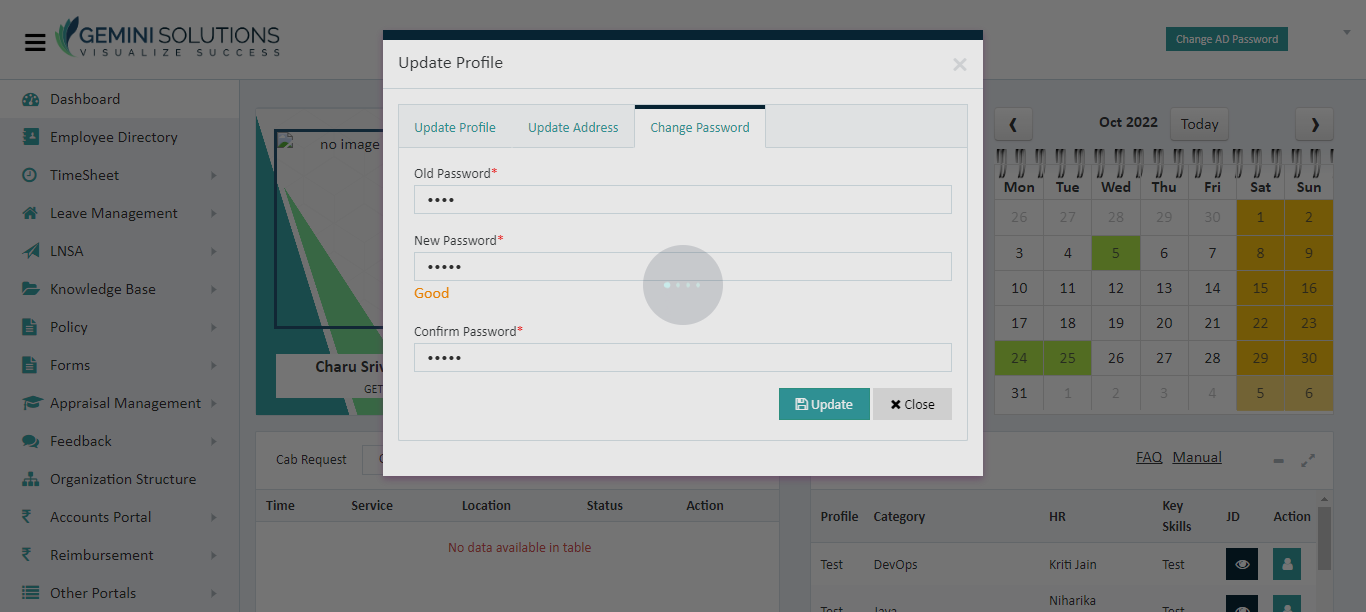 GEMINI SOLUTIONS
VISUALIZE SUCCESS
Change AD Password
Dashboard
Employee Directory
TimeSheet
Leave Management
LNSA
Knowledge Base
Policy
Forms
Appraisal Management
Feedback
Organization Structure
Accounts Portal
Reimbursement
Other Portals
no image
Charu
GET
Update Profile
×
Update Profile Update Address Change Password
Old Password*
••••
New Password*
•••••
Good
Confirm Password*
•••••
Update Close
Oct 2022 Today
Mon Tue Wed Thu Fri Sat Sun
26 27 28 29 30 1 2
3 4 5 6 7 8 9
10 11 12 13 14 15 16
17 18 19 20 21 22 23
24 25 26 27 28 29 30
31 1 2 3 4 5 6
Cab Request
Time Service Location Status Action
No data available in table
FAQ Manual
Profile Category HR Key Skills JD Action
Test DevOps Kriti Jain Test
Test Java Niharika Test